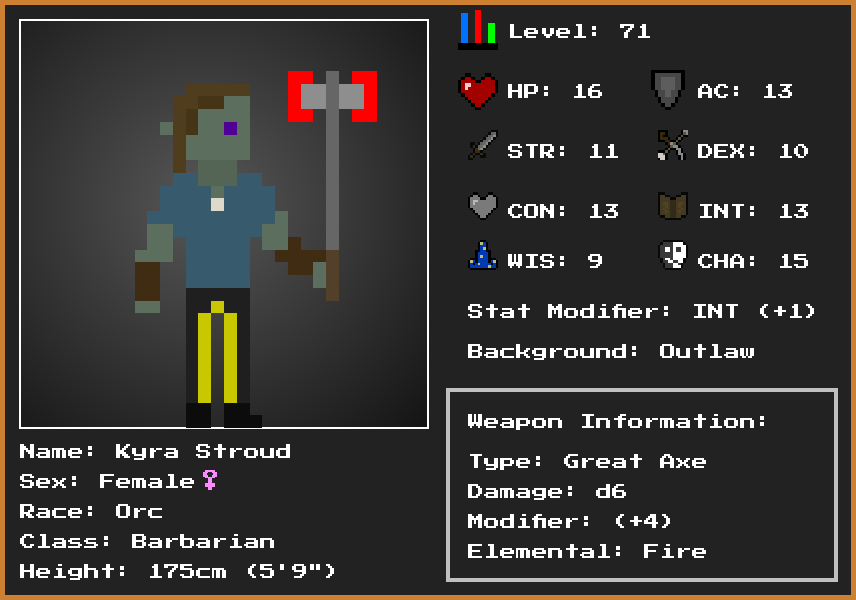 Level: 71
HP: 16
AC: 13
STR: 11
DEX: 10
CON: 13
INT: 13
WIS: 9
CHA: 15
Stat Modifier: INT (+1)
Background: Outlaw
Weapon Information:
Type: Great Axe
Damage: d6
Modifier: (+4)
Elemental: Fire
Name: Kyra Stroud
Sex: Female♀
Race: Orc
Class: Barbarian
Height: 175cm (5'9")